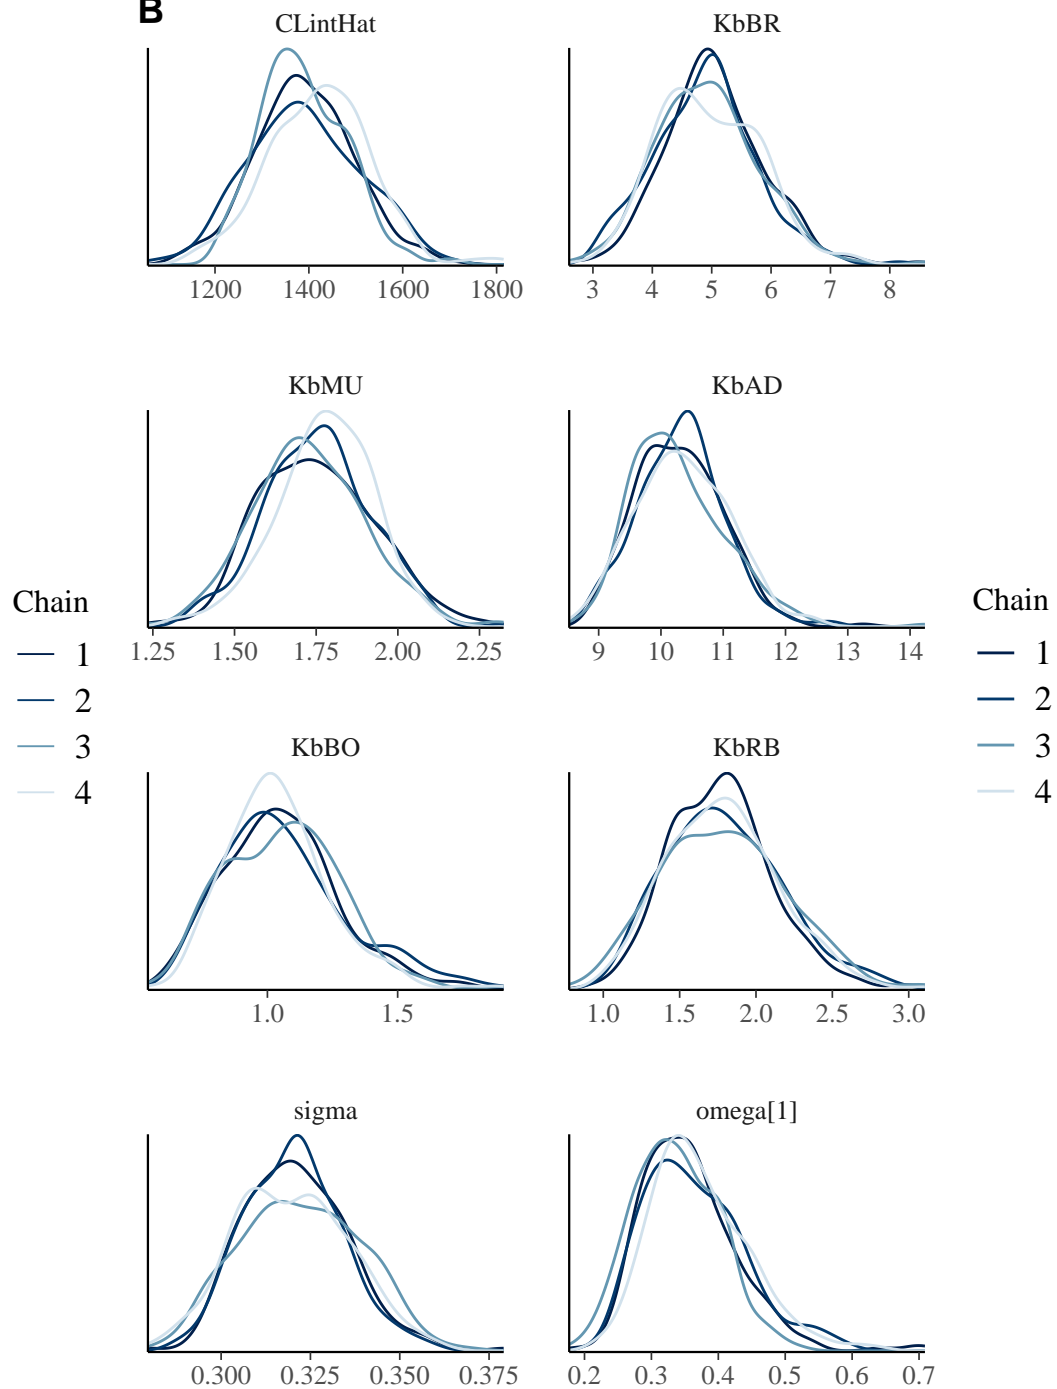 B
CLintHat
KbBR
1200 1400 1600 1800
3 4 5 6 7 8
KbMU
KbAD
1.25 1.50 1.75 2.00 2.25
9 10 11 12 13 14
Chain
1
2
3
4
Chain
1
2
3
4
KbBO
KbRB
1.0 1.5
1.0 1.5 2.0 2.5 3.0
sigma
omega[1]
0.300 0.325 0.350 0.375
0.2 0.3 0.4 0.5 0.6 0.7